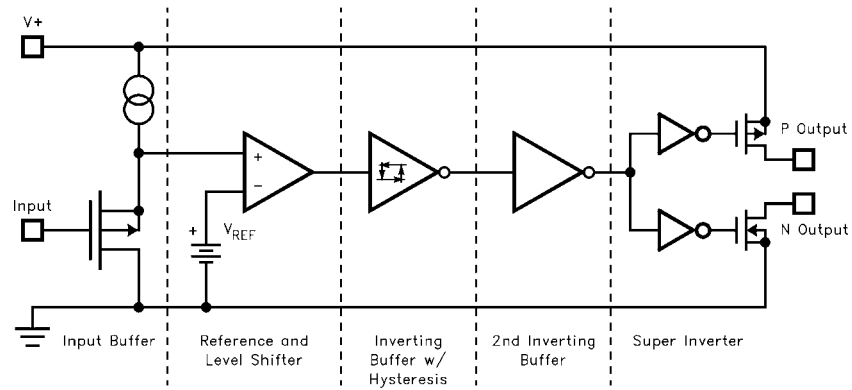 V+
Input
+
−
+
VREF
P Output
N Output
Input Buffer
Reference and
Level Shifter
Inverting
Buffer w/
Hysteresis
2nd Inverting
Buffer
Super Inverter